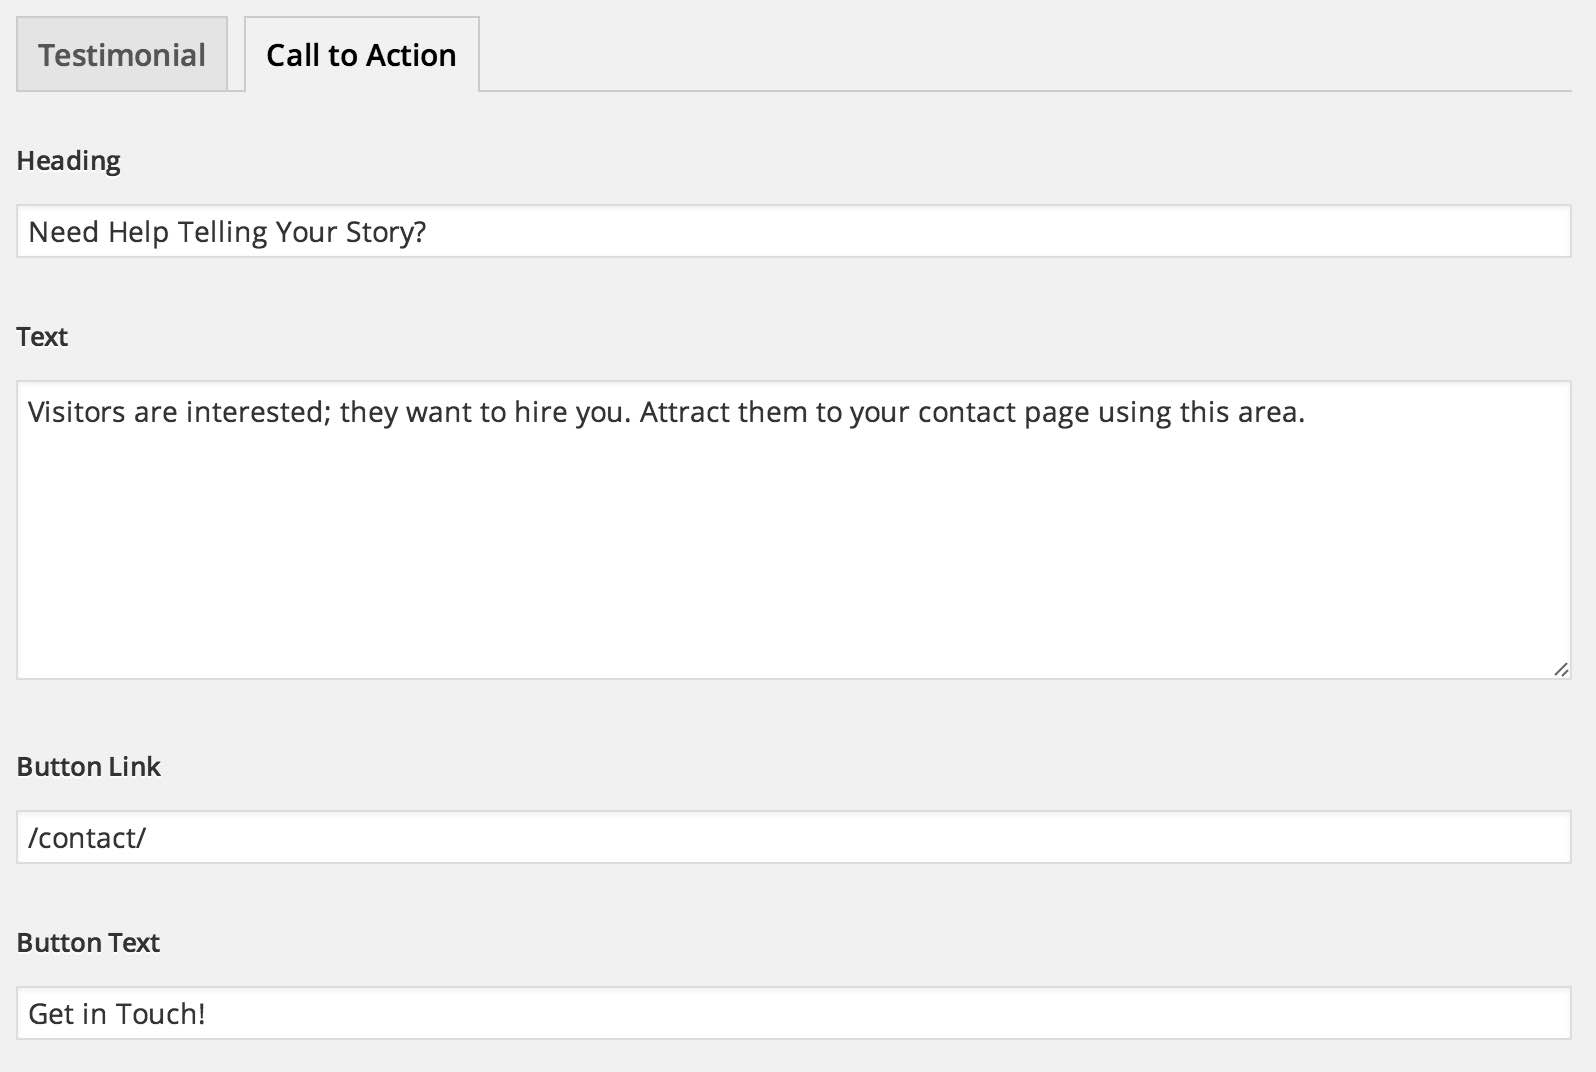 Testimonial Call to Action
Heading
Need Help Telling Your Story?
Text
Visitors are interested; they want to hire you. Attract them to your contact page using this area.
Button Link
/contact/
Button Text
Get in Touch!